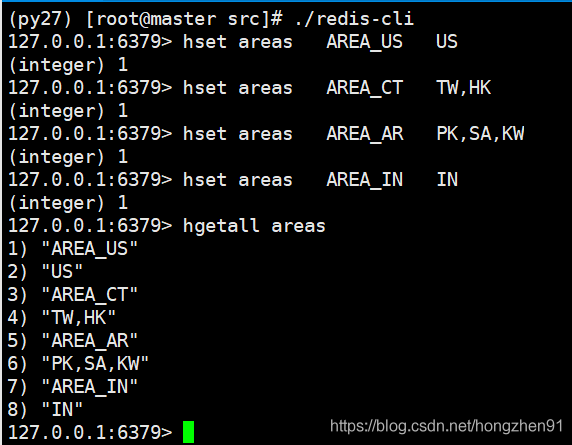 (py27) [root@master src]# ./redis-cli
127.0.0.1:6379> hset areas   AREA_US   US
(integer) 1
127.0.0.1:6379> hset areas   AREA_CT   TW,HK
(integer) 1
127.0.0.1:6379> hset areas   AREA_AR   PK,SA,KW
(integer) 1
127.0.0.1:6379> hset areas   AREA_IN   IN
(integer) 1
127.0.0.1:6379> hgetall areas
1) "AREA_US"
2) "US"
3) "AREA_CT"
4) "TW,HK"
5) "AREA_AR"
6) "PK,SA,KW"
7) "AREA_IN"
8) "IN"
127.0.0.1:6379>
https://blog.csdn.net/hongzhen91